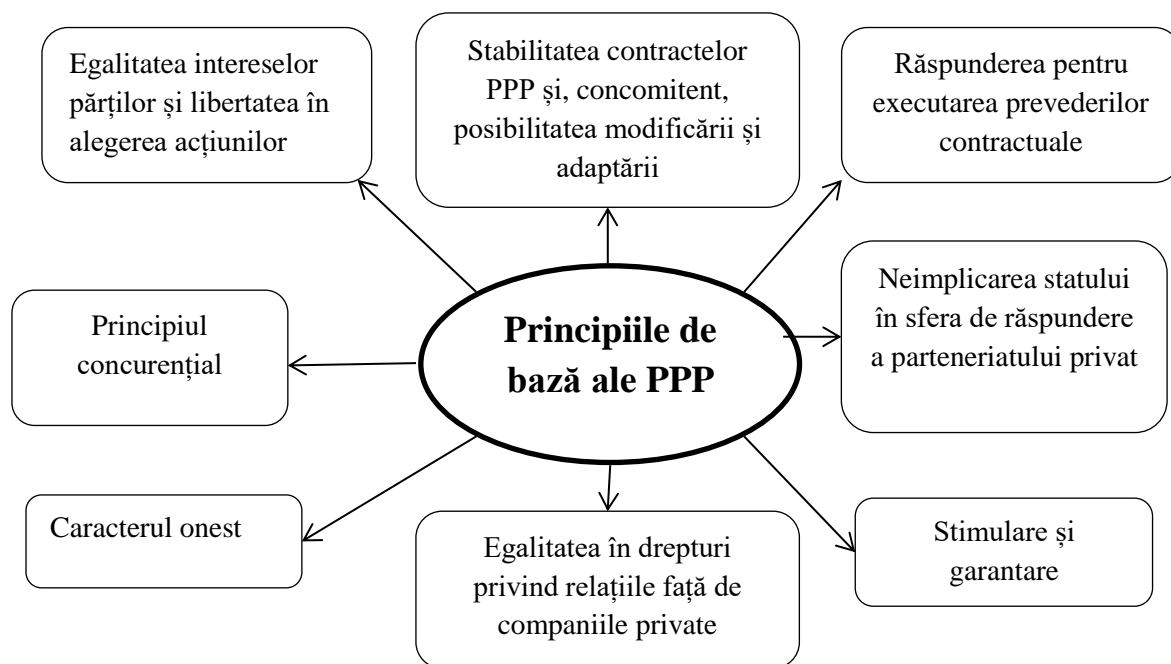 Egalitatea intereselor
părților și libertatea în
alegerea acțiunilor
Stabilitatea contractelor
PPP și, concomitent,
posibilitatea modificării și
adaptării
Răspunderea pentru
executarea prevederilor
contractuale
Principiul
concurențial
Principiile de
bază ale PPP
Neimplicarea statului
în sfera de răspundere
a parteneriatului privat
Caracterul onest
Egalitatea în drepturi
privind relațiile față de
companiile private
Stimulare și
garantare